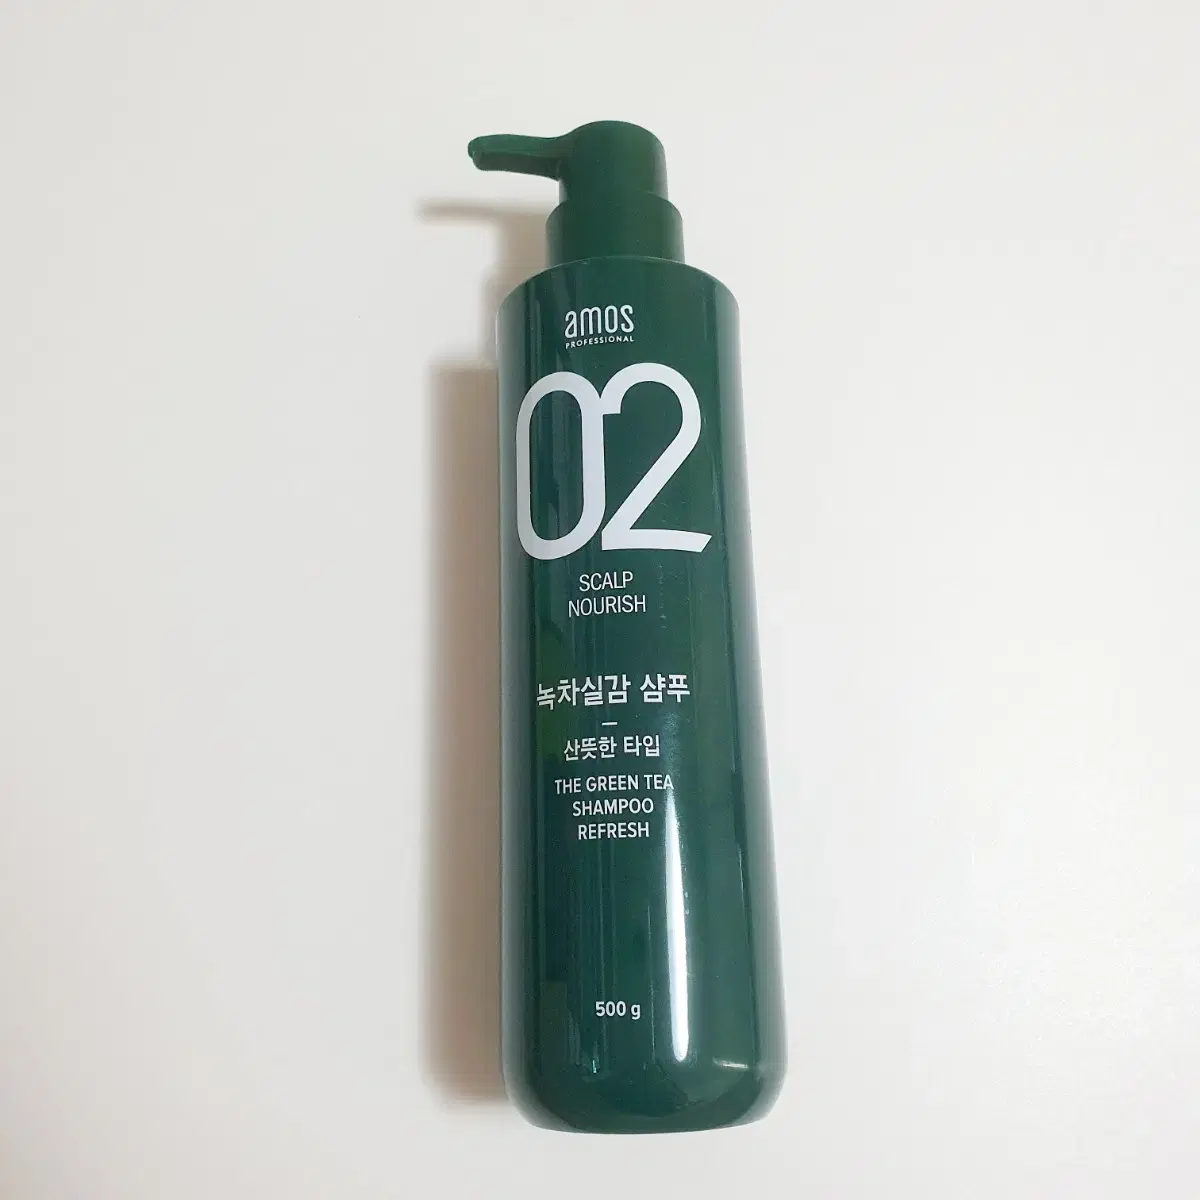 amos
PROFESSIONAL
02
SCALP
NOURISH
녹차실감 샴푸
산뜻한 타입
THE GREEN TEA
SHAMPOO
REFRESH
500 g